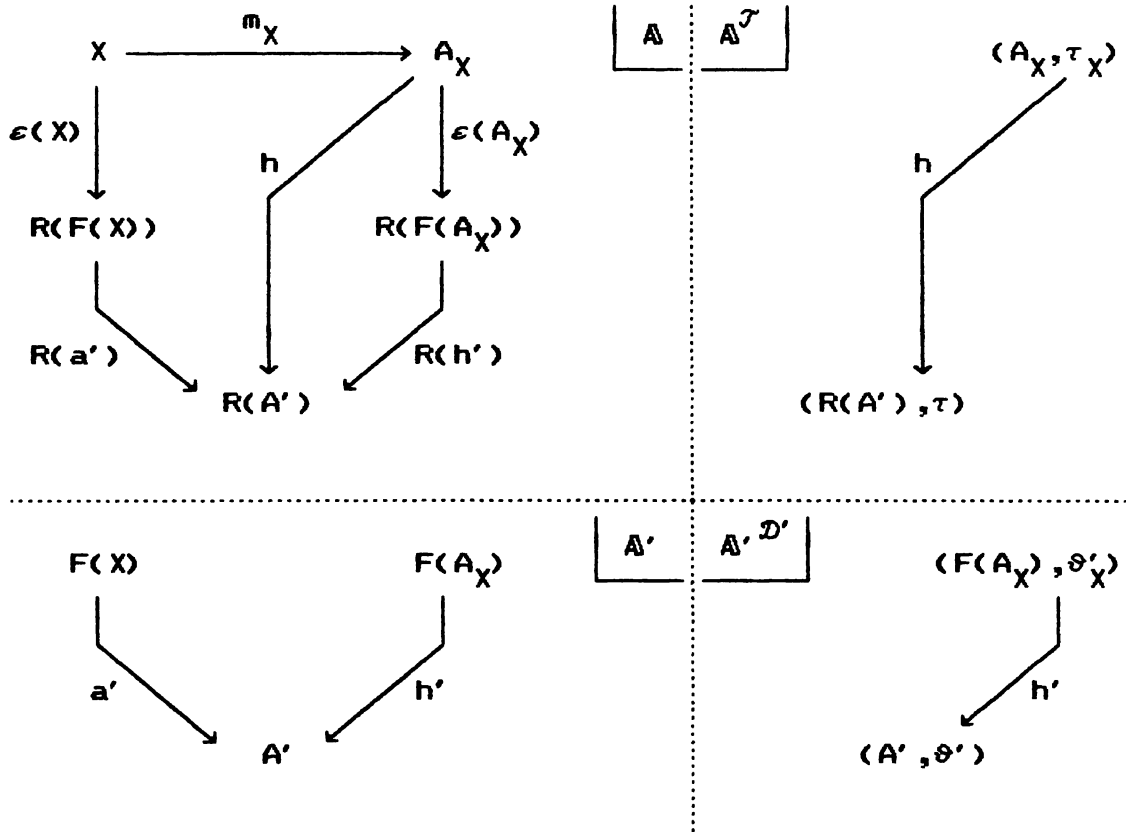 m_X
X A_X 𝔸 𝔸^𝒯 (A_X, τ_X)
ε(X) ε(A_X)
h h
R(F(X)) R(F(A_X))
R(a′) R(h′)
R(A′) (R(A′), τ)
𝔸′ 𝔸′^𝒟′
F(X) F(A_X) (F(A_X), ϑ′_X)
a′ h′ h′
A′ (A′, ϑ′)